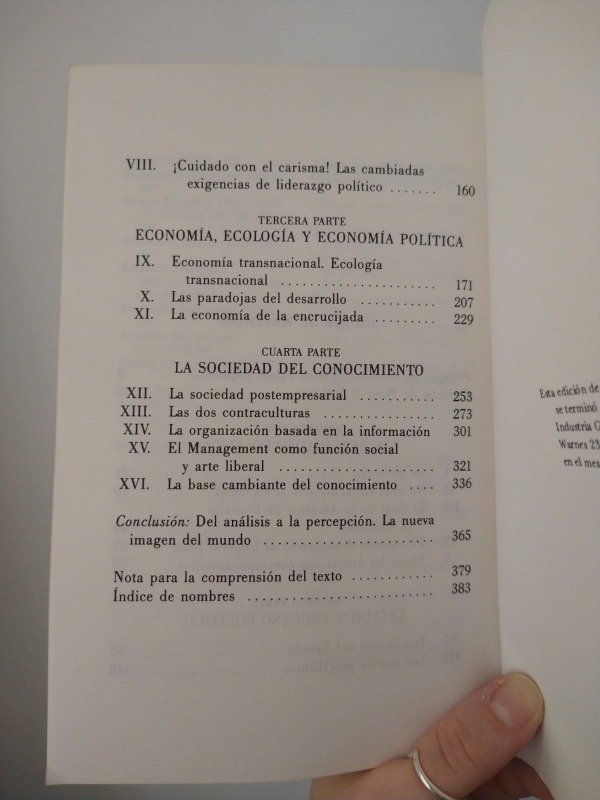 VIII. ¡Cuidado con el carisma! Las cambiadas
exigencias de liderazgo político ....... 160
TERCERA PARTE
ECONOMÍA, ECOLOGÍA Y ECONOMÍA POLÍTICA
IX. Economía transnacional. Ecología
transnacional ...................... 171
X. Las paradojas del desarrollo ........... 207
XI. La economía de la encrucijada ......... 229
CUARTA PARTE
LA SOCIEDAD DEL CONOCIMIENTO
XII. La sociedad postempresarial ........... 253
XIII. Las dos contraculturas ................ 273
XIV. La organización basada en la información 301
XV. El Management como función social
y arte liberal ...................... 321
XVI. La base cambiante del conocimiento .... 336
Conclusión: Del análisis a la percepción. La nueva
imagen del mundo ........................ 365
Nota para la comprensión del texto ............ 379
Índice de nombres .......................... 383
Esta edición de
se terminó
Industria G
Warnes 23
en el mes